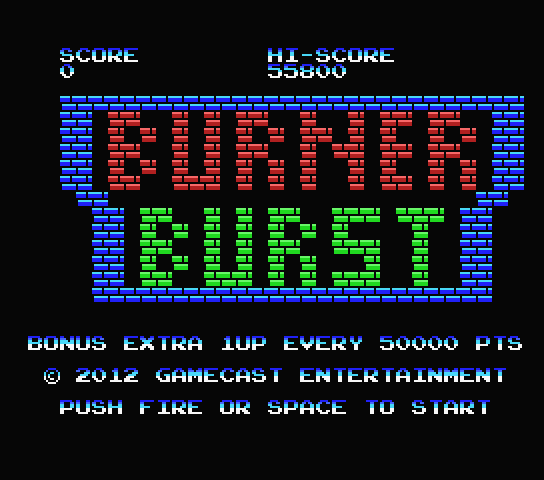 SCORE HI-SCORE
0 55800
BURNER
BURST
BONUS EXTRA 1UP EVERY 50000 PTS
© 2012 GAMECAST ENTERTAINMENT
PUSH FIRE OR SPACE TO START